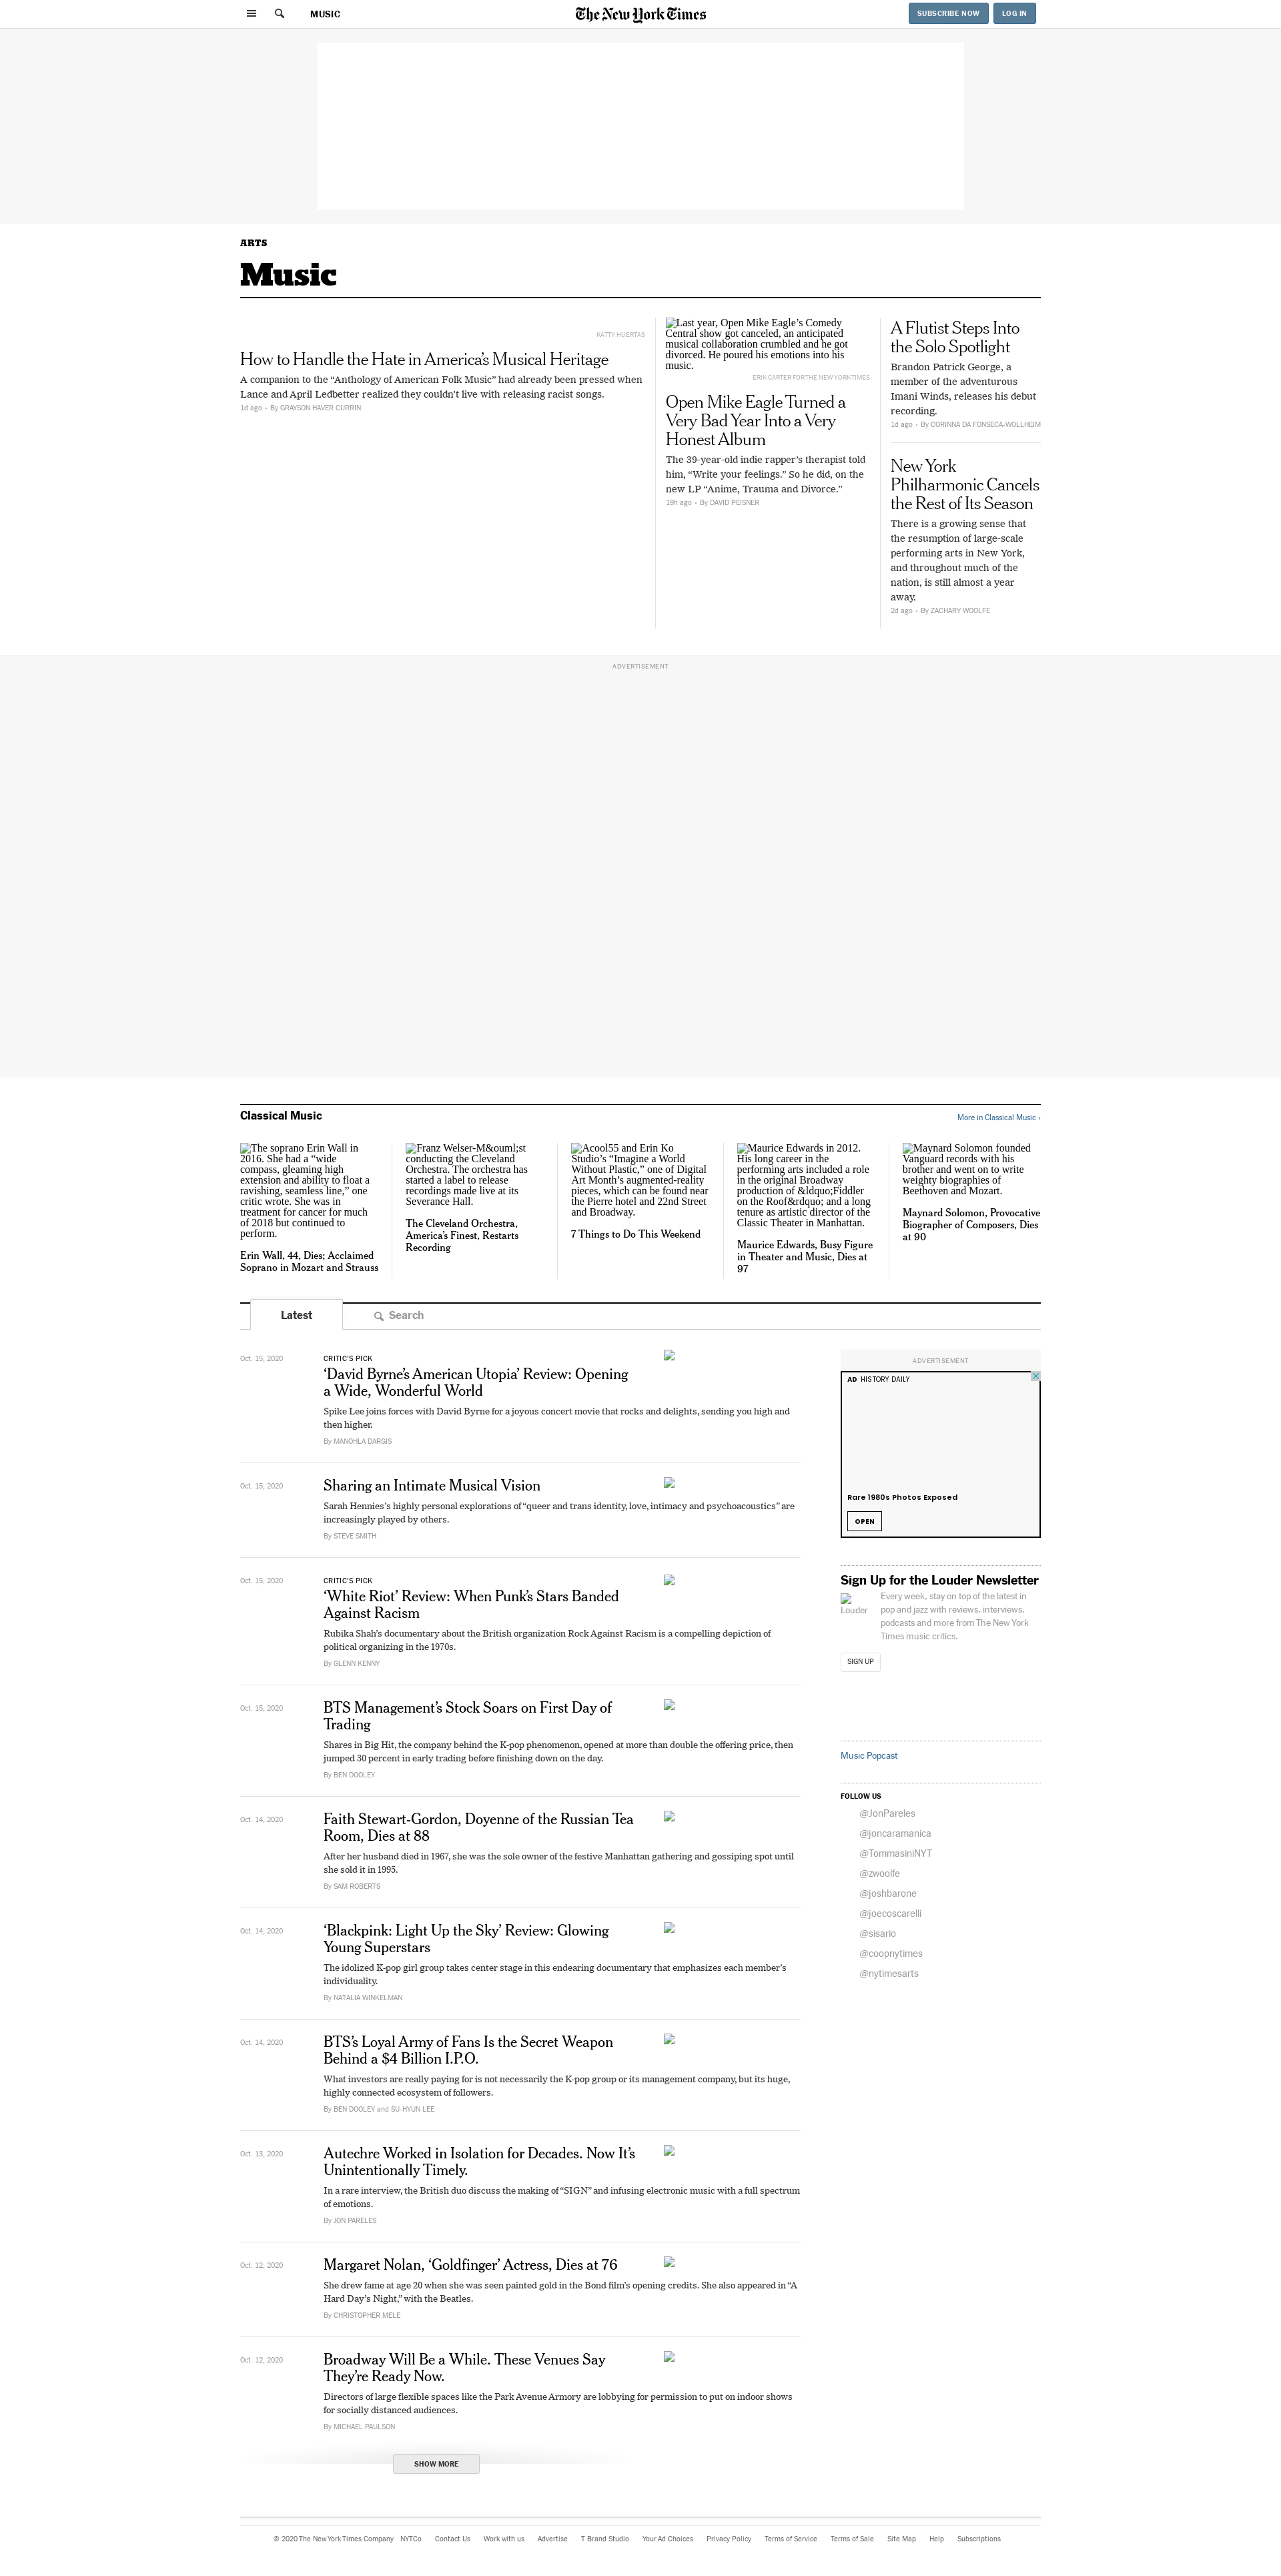 MUSIC
The New York Times
SUBSCRIBE NOW
LOG IN
ARTS
Music
KATTY HUERTAS
How to Handle the Hate in America’s Musical Heritage
A companion to the “Anthology of American Folk Music” had already been pressed when
Lance and April Ledbetter realized they couldn’t live with releasing racist songs.
1d ago • By GRAYSON HAVER CURRIN
Last year, Open Mike Eagle’s Comedy
Central show got canceled, an anticipated
musical collaboration crumbled and he got
divorced. He poured his emotions into his
music.
ERIK CARTER FOR THE NEW YORK TIMES
Open Mike Eagle Turned a
Very Bad Year Into a Very
Honest Album
The 39-year-old indie rapper’s therapist told
him, “Write your feelings.” So he did, on the
new LP “Anime, Trauma and Divorce.”
19h ago • By DAVID PEISNER
A Flutist Steps Into
the Solo Spotlight
Brandon Patrick George, a
member of the adventurous
Imani Winds, releases his debut
recording.
1d ago • By CORINNA DA FONSECA-WOLLHEIM
New York
Philharmonic Cancels
the Rest of Its Season
There is a growing sense that
the resumption of large-scale
performing arts in New York,
and throughout much of the
nation, is still almost a year
away.
2d ago • By ZACHARY WOOLFE
ADVERTISEMENT
Classical Music
More in Classical Music ›
The soprano Erin Wall in
2016. She had a “wide
compass, gleaming high
extension and ability to float a
ravishing, seamless line,” one
critic wrote. She was in
treatment for cancer for much
of 2018 but continued to
perform.
Erin Wall, 44, Dies; Acclaimed
Soprano in Mozart and Strauss
Franz Welser-M&ouml;st
conducting the Cleveland
Orchestra. The orchestra has
started a label to release
recordings made live at its
Severance Hall.
The Cleveland Orchestra,
America’s Finest, Restarts
Recording
Acool55 and Erin Ko
Studio’s “Imagine a World
Without Plastic,” one of Digital
Art Month’s augmented-reality
pieces, which can be found near
the Pierre hotel and 22nd Street
and Broadway.
7 Things to Do This Weekend
Maurice Edwards in 2012.
His long career in the
performing arts included a role
in the original Broadway
production of &ldquo;Fiddler
on the Roof&rdquo; and a long
tenure as artistic director of the
Classic Theater in Manhattan.
Maurice Edwards, Busy Figure
in Theater and Music, Dies at
97
Maynard Solomon founded
Vanguard records with his
brother and went on to write
weighty biographies of
Beethoven and Mozart.
Maynard Solomon, Provocative
Biographer of Composers, Dies
at 90
Latest
Search
Oct. 15, 2020
CRITIC’S PICK
‘David Byrne’s American Utopia’ Review: Opening
a Wide, Wonderful World
Spike Lee joins forces with David Byrne for a joyous concert movie that rocks and delights, sending you high and
then higher.
By MANOHLA DARGIS
Oct. 15, 2020
Sharing an Intimate Musical Vision
Sarah Hennies’s highly personal explorations of “queer and trans identity, love, intimacy and psychoacoustics” are
increasingly played by others.
By STEVE SMITH
Oct. 15, 2020
CRITIC’S PICK
‘White Riot’ Review: When Punk’s Stars Banded
Against Racism
Rubika Shah’s documentary about the British organization Rock Against Racism is a compelling depiction of
political organizing in the 1970s.
By GLENN KENNY
Oct. 15, 2020
BTS Management’s Stock Soars on First Day of
Trading
Shares in Big Hit, the company behind the K-pop phenomenon, opened at more than double the offering price, then
jumped 30 percent in early trading before finishing down on the day.
By BEN DOOLEY
Oct. 14, 2020
Faith Stewart-Gordon, Doyenne of the Russian Tea
Room, Dies at 88
After her husband died in 1967, she was the sole owner of the festive Manhattan gathering and gossiping spot until
she sold it in 1995.
By SAM ROBERTS
Oct. 14, 2020
‘Blackpink: Light Up the Sky’ Review: Glowing
Young Superstars
The idolized K-pop girl group takes center stage in this endearing documentary that emphasizes each member’s
individuality.
By NATALIA WINKELMAN
Oct. 14, 2020
BTS’s Loyal Army of Fans Is the Secret Weapon
Behind a $4 Billion I.P.O.
What investors are really paying for is not necessarily the K-pop group or its management company, but its huge,
highly connected ecosystem of followers.
By BEN DOOLEY and SU-HYUN LEE
Oct. 13, 2020
Autechre Worked in Isolation for Decades. Now It’s
Unintentionally Timely.
In a rare interview, the British duo discuss the making of “SIGN” and infusing electronic music with a full spectrum
of emotions.
By JON PARELES
Oct. 12, 2020
Margaret Nolan, ‘Goldfinger’ Actress, Dies at 76
She drew fame at age 20 when she was seen painted gold in the Bond film’s opening credits. She also appeared in “A
Hard Day’s Night,” with the Beatles.
By CHRISTOPHER MELE
Oct. 12, 2020
Broadway Will Be a While. These Venues Say
They’re Ready Now.
Directors of large flexible spaces like the Park Avenue Armory are lobbying for permission to put on indoor shows
for socially distanced audiences.
By MICHAEL PAULSON
SHOW MORE
ADVERTISEMENT
AD HISTORY DAILY
Rare 1980s Photos Exposed
OPEN
Sign Up for the Louder Newsletter
Louder
Every week, stay on top of the latest in
pop and jazz with reviews, interviews,
podcasts and more from The New York
Times music critics.
SIGN UP
Music Popcast
FOLLOW US
@JonPareles
@joncaramanica
@TommasiniNYT
@zwoolfe
@joshbarone
@joecoscarelli
@sisario
@coopnytimes
@nytimesarts
© 2020 The New York Times Company NYTCo Contact Us Work with us Advertise T Brand Studio Your Ad Choices Privacy Policy Terms of Service Terms of Sale Site Map Help Subscriptions